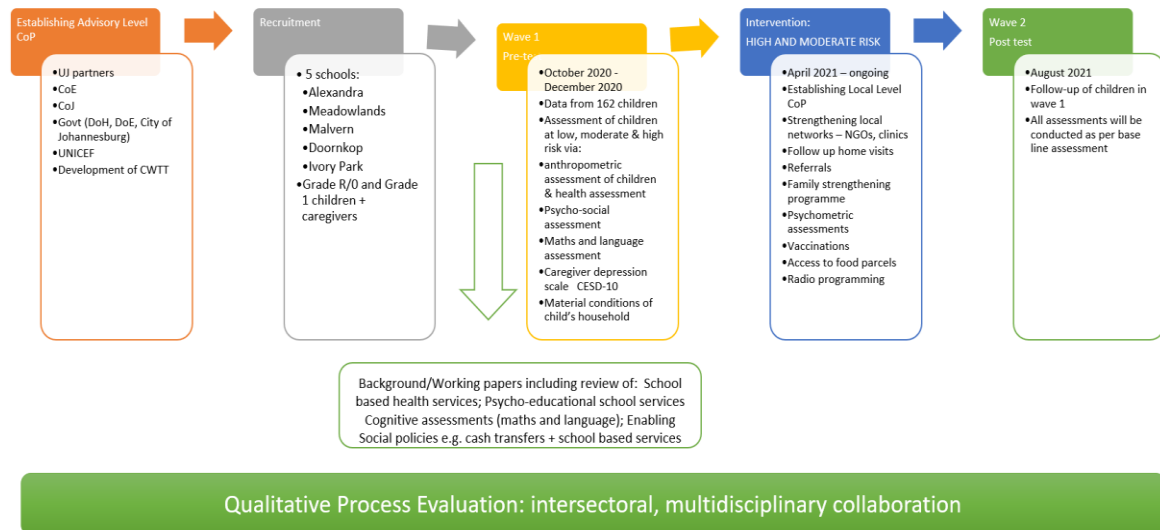 Establishing Advisory Level
CoP
•UJ partners
•CoE
•CoJ
•Govt (DoH, DoE, City of
Johannesburg)
•UNICEF
•Development of CWTT
Recruitment
• 5 schools:
•Alexandra
•Meadowlands
•Malvern
•Doornkop
•Ivory Park
•Grade R/0 and Grade
1 children +
caregivers
Wave 1
Pre-te
•October 2020 -
December 2020
•Data from 162 children
•Assessment of children
at low, moderate & high
risk via:
•anthropometric
assessment of children
& health assessment
•Psycho-social
assessment
•Maths and language
assessment
•Caregiver depression
scale CESD-10
•Material conditions of
child's household
Intervention:
HIGH AND MODERATE RISK
•April 2021 – ongoing
•Establishing Local Level
CoP
•Strengthening local
networks – NGOs, clinics
•Follow up home visits
•Referrals
•Family strengthening
programme
•Psychometric
assessments
•Vaccinations
•Access to food parcels
•Radio programming
Wave 2
Post test
•August 2021
•Follow-up of children in
wave 1
•All assessments will be
conducted as per base
line assessment
Background/Working papers including review of: School
based health services; Psycho-educational school services
Cognitive assessments (maths and language); Enabling
Social policies e.g. cash transfers + school based services
Qualitative Process Evaluation: intersectoral, multidisciplinary collaboration